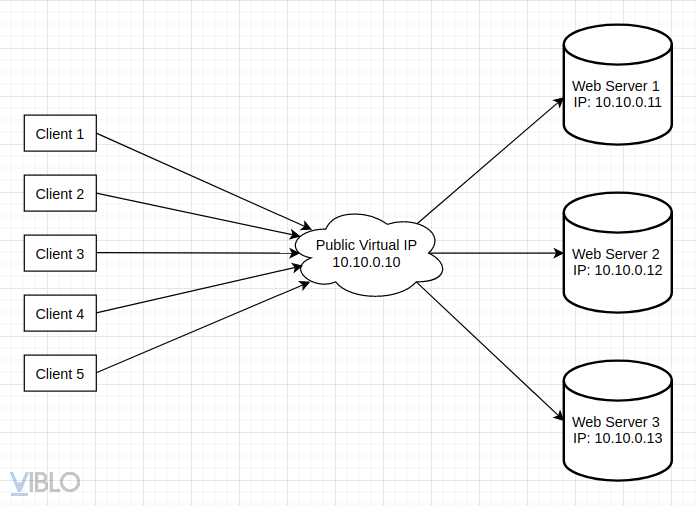 Client 1
Client 2
Client 3
Client 4
Client 5
Public Virtual IP
10.10.0.10
Web Server 1
IP: 10.10.0.11
Web Server 2
IP: 10.10.0.12
Web Server 3
IP: 10.10.0.13
VIBLO